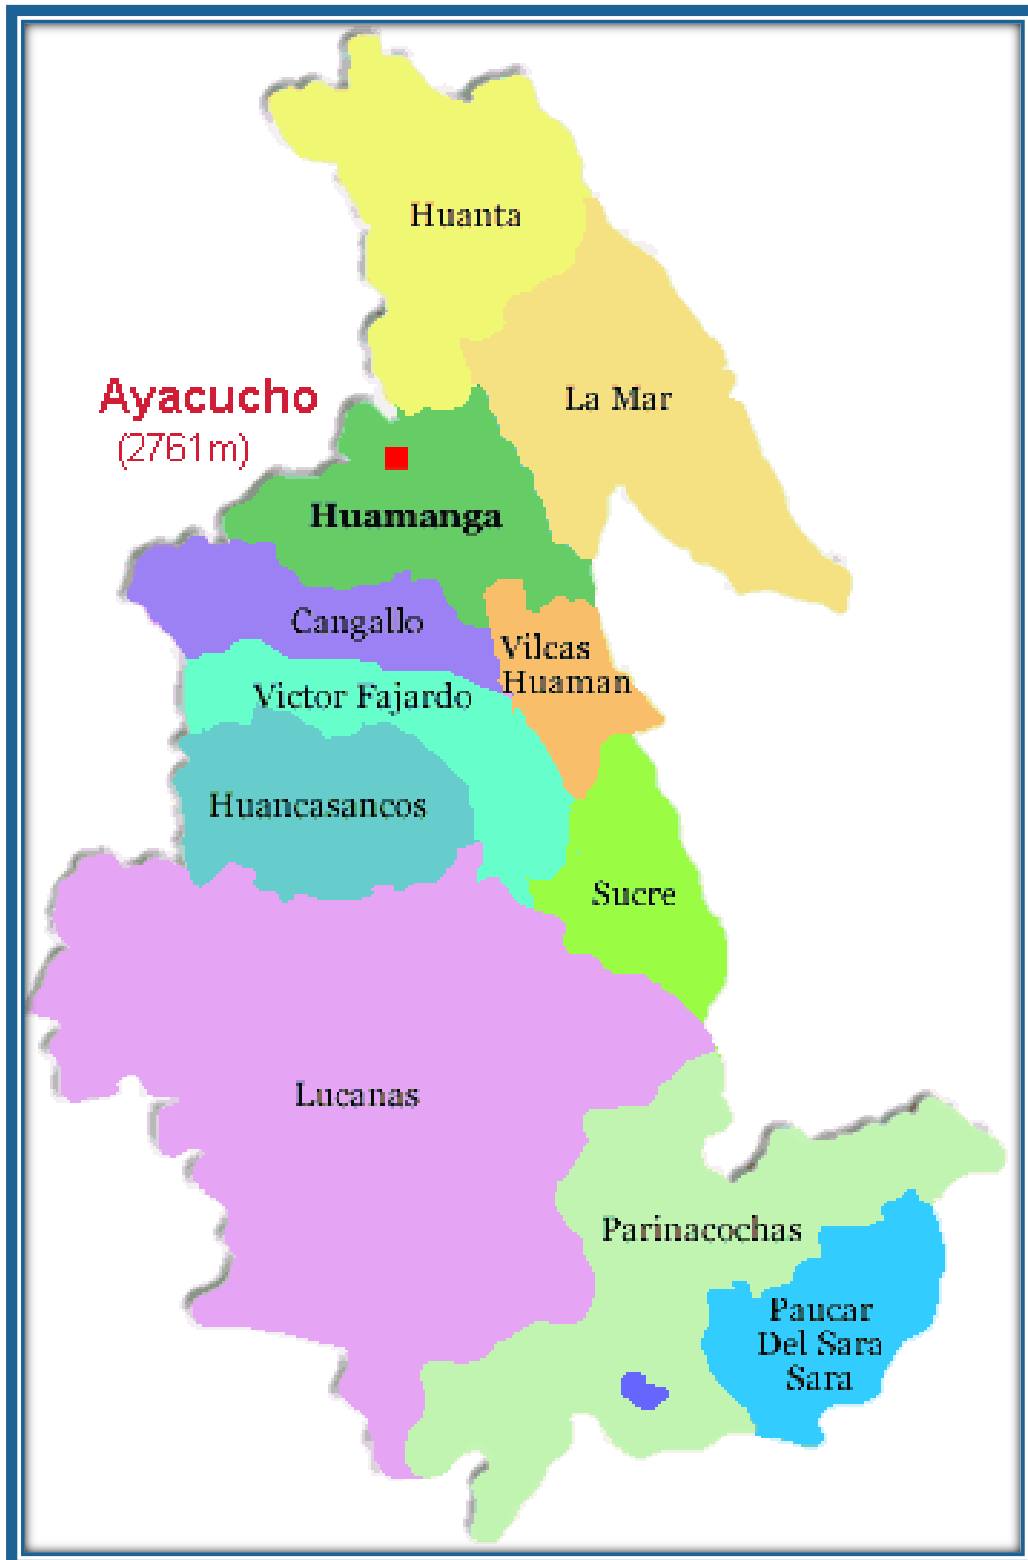 Huanta
Ayacucho
(2761m)
La Mar
Huamanga
Cangallo
Vilcas
Huaman
Victor Fajardo
Huancasancos
Sucre
Lucanas
Parinacochas
Paucar
Del Sara
Sara